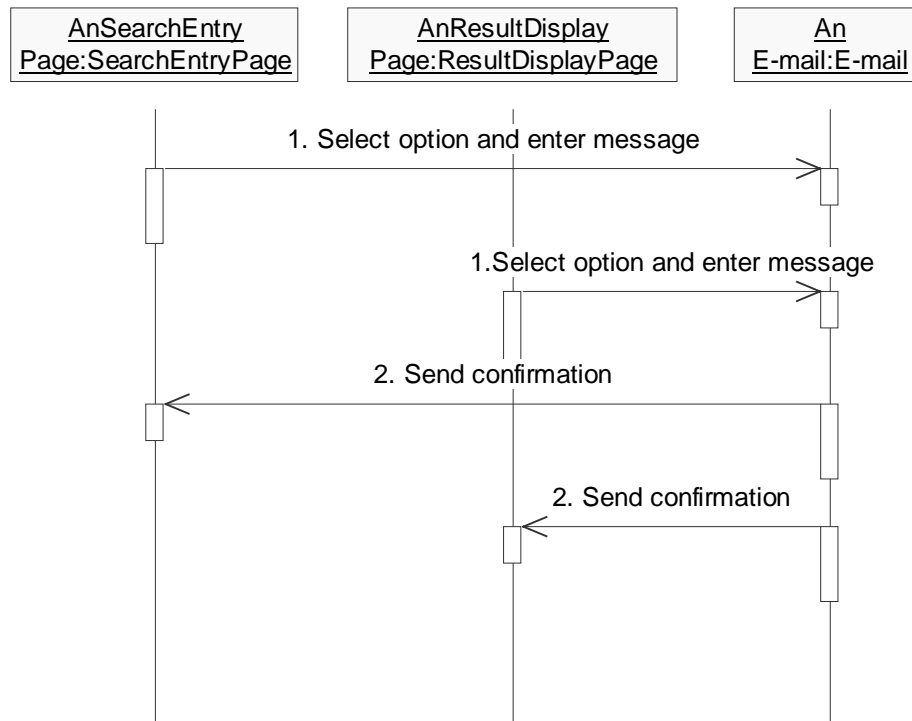 AnSearchEntry
Page:SearchEntryPage
AnResultDisplay
Page:ResultDisplayPage
An
E-mail:E-mail
1. Select option and enter message
1.Select option and enter message
2. Send confirmation
2. Send confirmation